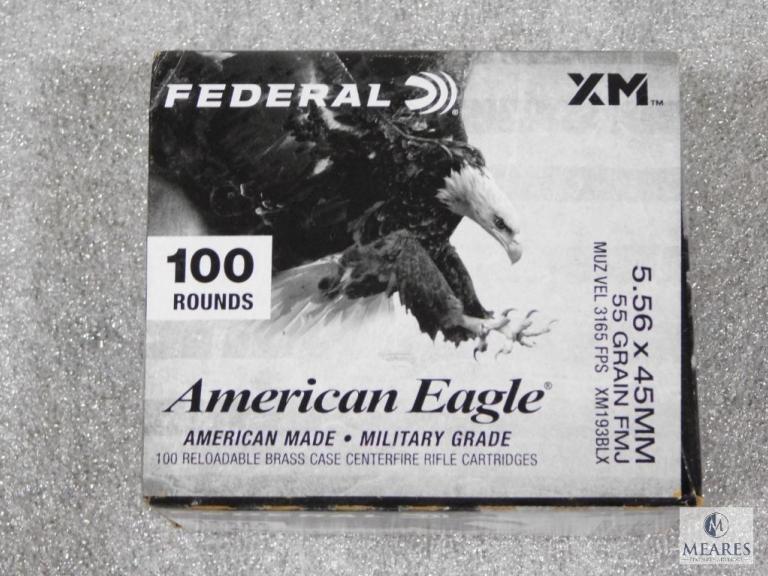 FEDERAL®
XM™
100
ROUNDS
5.56 x 45MM
55 GRAIN FMJ
MUZ VEL 3165 FPS XM193BLX
American Eagle®
AMERICAN MADE • MILITARY GRADE
100 RELOADABLE BRASS CASE CENTERFIRE RIFLE CARTRIDGES
M
MEARES